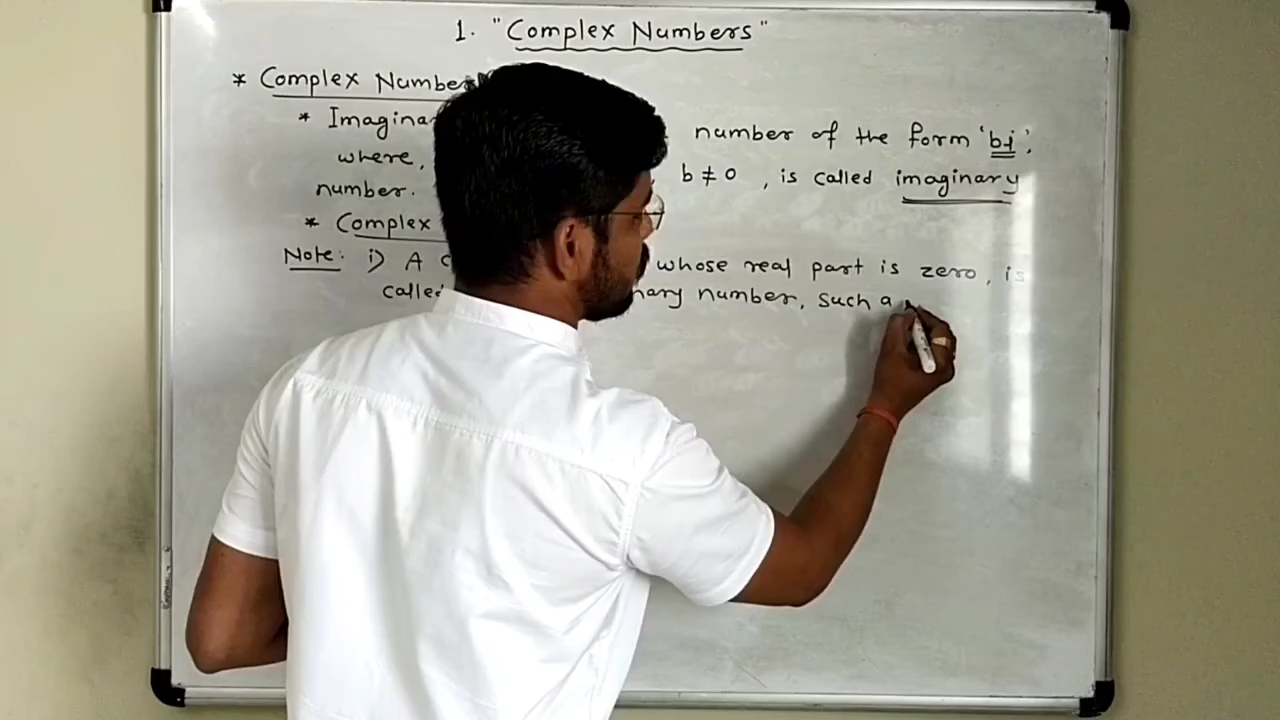 1. "Complex Numbers"
* Complex Number
* Imagina number of the form 'bi',
where, b ≠ 0 , is called imaginary
number.
* Complex
Note: i) A C whose real part is zero, is
called nary number, such a